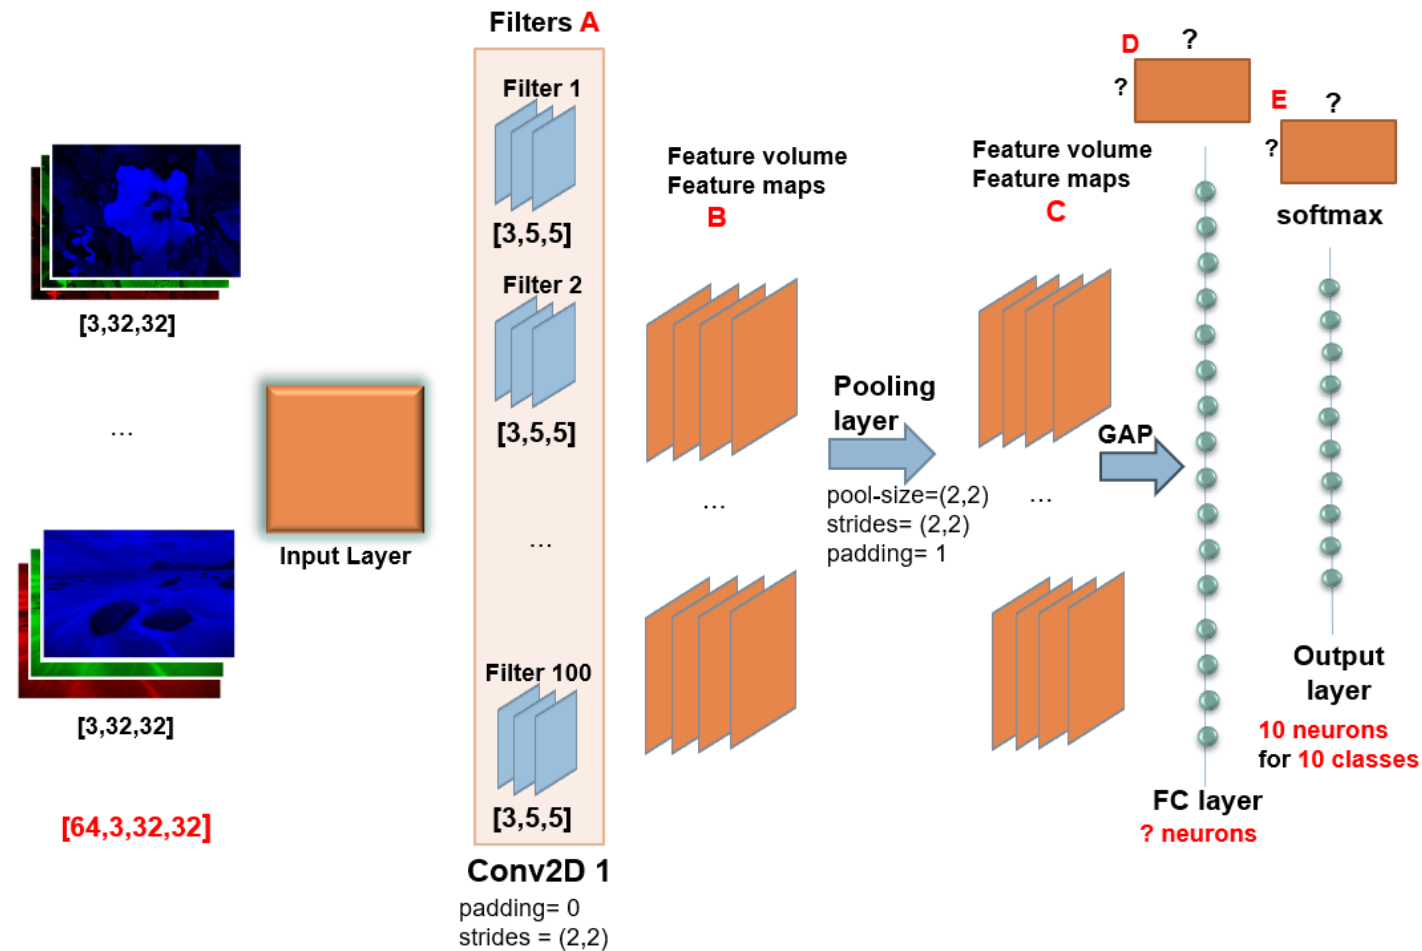 [3,32,32]
...
[3,32,32]
[64,3,32,32]
Input Layer
Filters A
Filter 1
[3,5,5]
Filter 2
[3,5,5]
...
Filter 100
[3,5,5]
Conv2D 1
padding= 0
strides = (2,2)
Feature volume
Feature maps
B
...
Pooling
layer
pool-size=(2,2)
strides= (2,2)
padding= 1
Feature volume
Feature maps
C
...
GAP
D
?
?
FC layer
? neurons
E
?
?
softmax
Output
layer
10 neurons
for 10 classes